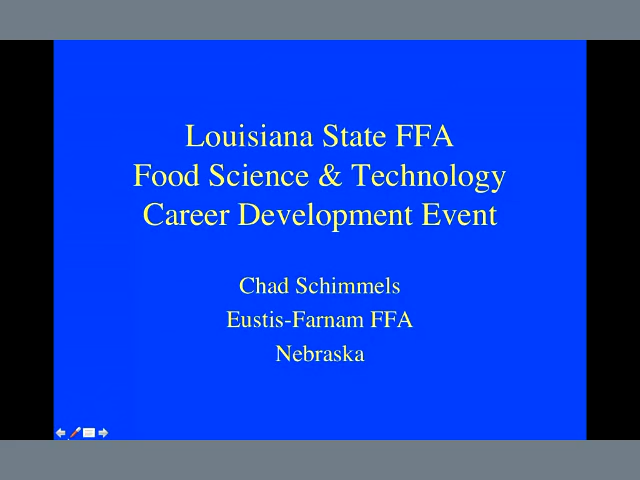 Louisiana State FFA
Food Science & Technology
Career Development Event
Chad Schimmels
Eustis-Farnam FFA
Nebraska